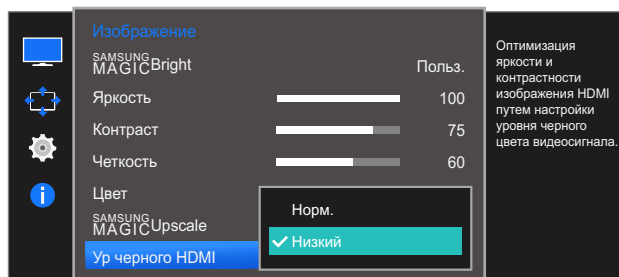 Изображение
SAMSUNG MAGICBright Польз.
Яркость 100
Контраст 75
Четкость 60
Цвет
SAMSUNG MAGICUpscale
Ур черного HDMI
Норм.
Низкий
Оптимизация
яркости и
контрастности
изображения HDMI
путем настройки
уровня черного
цвета видеосигнала.